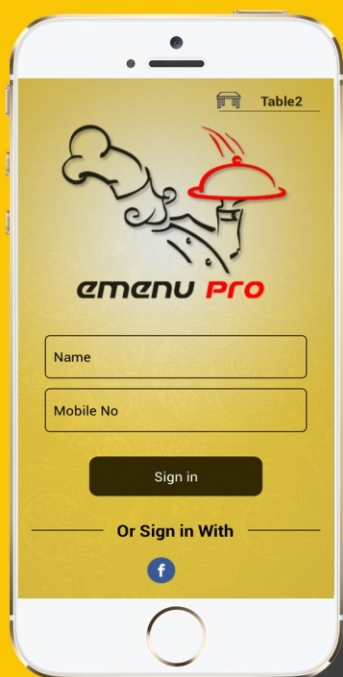 Table2
emenu pro
Name
Mobile No
Sign in
Or Sign in With
f